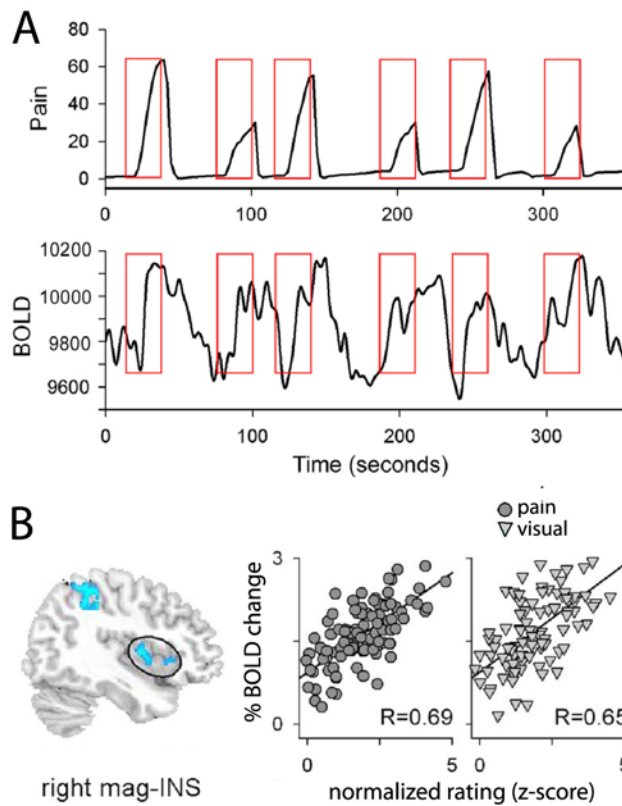 A
Pain
80
60
40
20
0
0
100
200
300
BOLD
10200
10000
9800
9600
0
100
200
300
Time (seconds)
B
pain
visual
% BOLD change
3
0
R=0.69
R=0.65
0
5
0
5
right mag-INS
normalized rating (z-score)